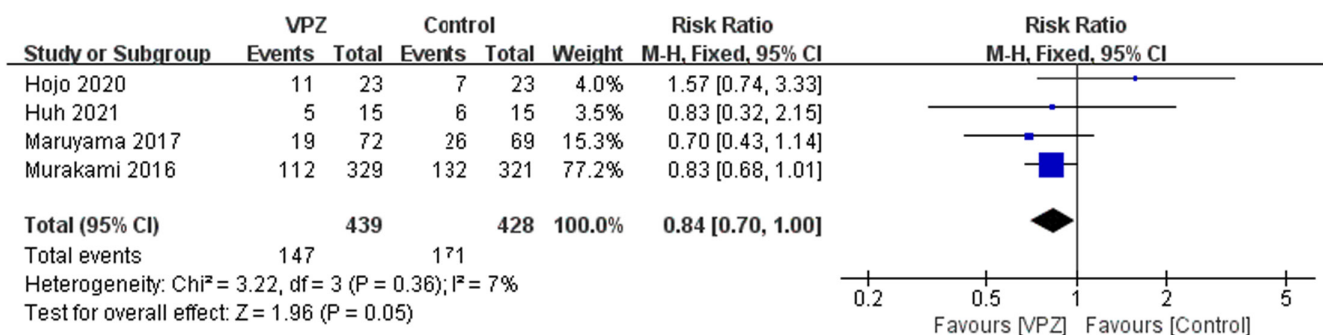 VPZ Control Risk Ratio Risk Ratio
Study or Subgroup Events Total Events Total Weight M-H, Fixed, 95% CI M-H, Fixed, 95% CI
Hojo 2020 11 23 7 23 4.0% 1.57 [0.74, 3.33]
Huh 2021 5 15 6 15 3.5% 0.83 [0.32, 2.15]
Maruyama 2017 19 72 26 69 15.3% 0.70 [0.43, 1.14]
Murakami 2016 112 329 132 321 77.2% 0.83 [0.68, 1.01]
Total (95% CI) 439 428 100.0% 0.84 [0.70, 1.00]
Total events 147 171
Heterogeneity: Chi² = 3.22, df = 3 (P = 0.36); I² = 7%
Test for overall effect: Z = 1.96 (P = 0.05)
0.2 0.5 1 2 5
Favours [VPZ] Favours [Control]